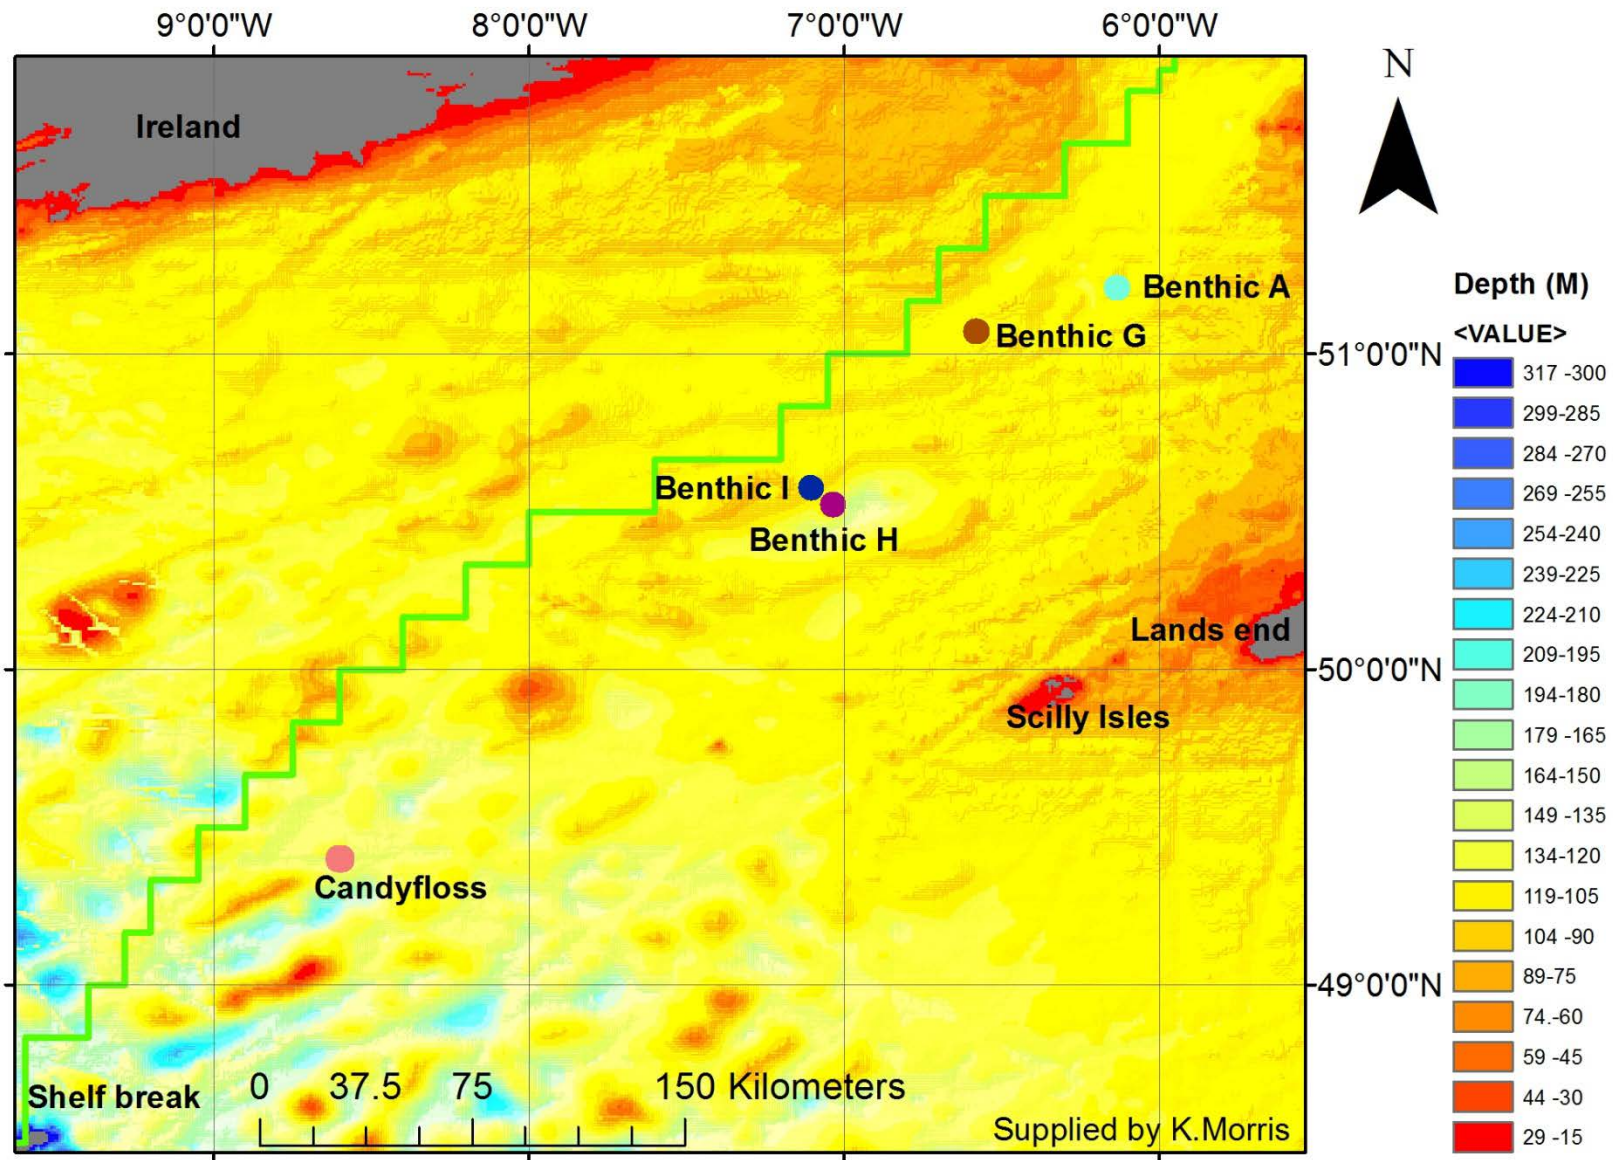 9°0'0"W 8°0'0"W 7°0'0"W 6°0'0"W
N
Ireland
Benthic A
Benthic G
51°0'0"N
Benthic I
Benthic H
Lands end
50°0'0"N
Scilly Isles
Candyfloss
49°0'0"N
Shelf break
0 37.5 75 150 Kilometers
Supplied by K.Morris
Depth (M)
<VALUE>
317 -300
299-285
284 -270
269 -255
254-240
239-225
224-210
209-195
194-180
179 -165
164-150
149 -135
134-120
119-105
104 -90
89-75
74.-60
59 -45
44 -30
29 -15